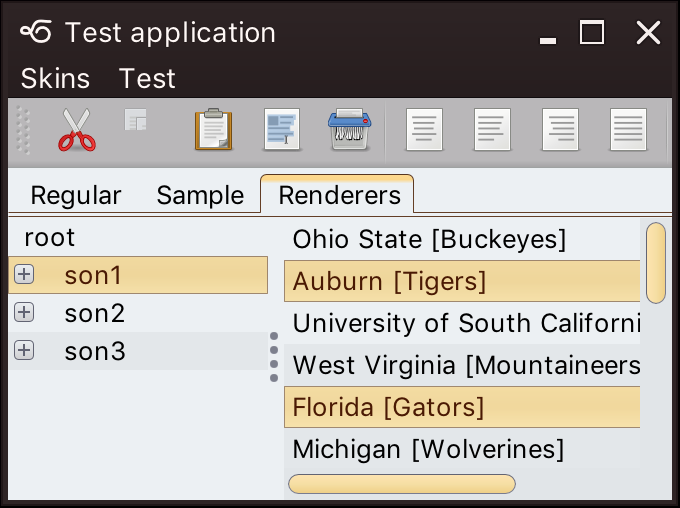 Test application
Skins Test
Regular Sample Renderers
root
son1
son2
son3
Ohio State [Buckeyes]
Auburn [Tigers]
University of South Californi
West Virginia [Mountaineers
Florida [Gators]
Michigan [Wolverines]